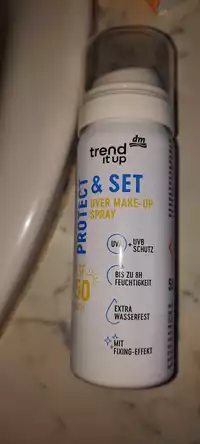 dm
trend
it up
PROTECT
& SET
OVER MAKE-UP
SPRAY
50
UVA + UVB
SCHUTZ
BIS ZU 8H
FEUCHTIGKEIT
EXTRA
WASSERFEST
MIT
FIXING-EFFEKT